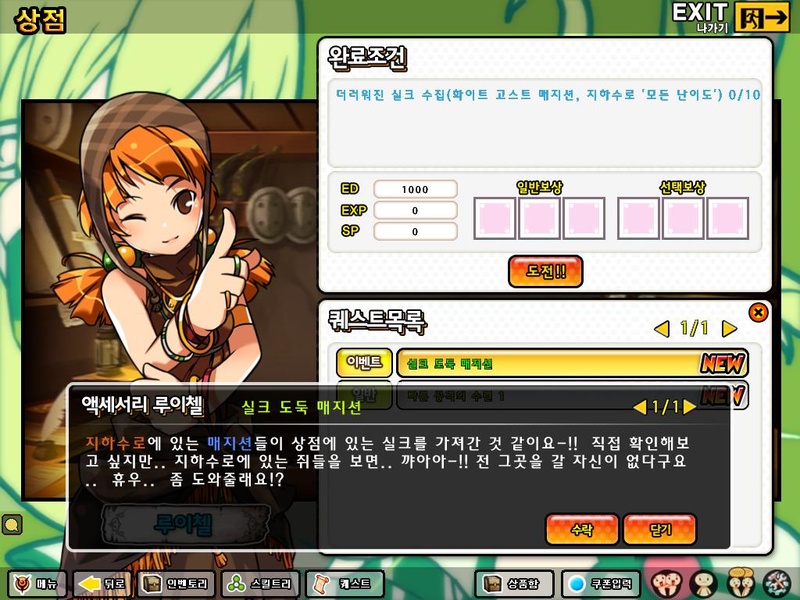 상점
EXIT
나가기
완료조건
더러워진 실크 수집(화이트 고스트 매지션, 지하수로 '모든 난이도') 0/10
ED 1000
일반보상
선택보상
EXP 0
SP 0
도전!!
퀘스트목록
1/1
이벤트
실크 도둑 매지션
NEW
일반
액세서리 루이첼
실크 도둑 매지션
1/1
지하수로에 있는 매지션들이 상점에 있는 실크를 가져간 것 같이요-!! 직접 확인해보
고 싶지만.. 지하수로에 있는 쥐들을 보면.. 꺄아아-!! 전 그곳을 갈 자신이 없다구요
.. 휴우.. 좀 도와줄래요!?
루이첼
수락
닫기
메뉴
뒤로
인벤토리
스킬트리
퀘스트
상품함
쿠폰입력